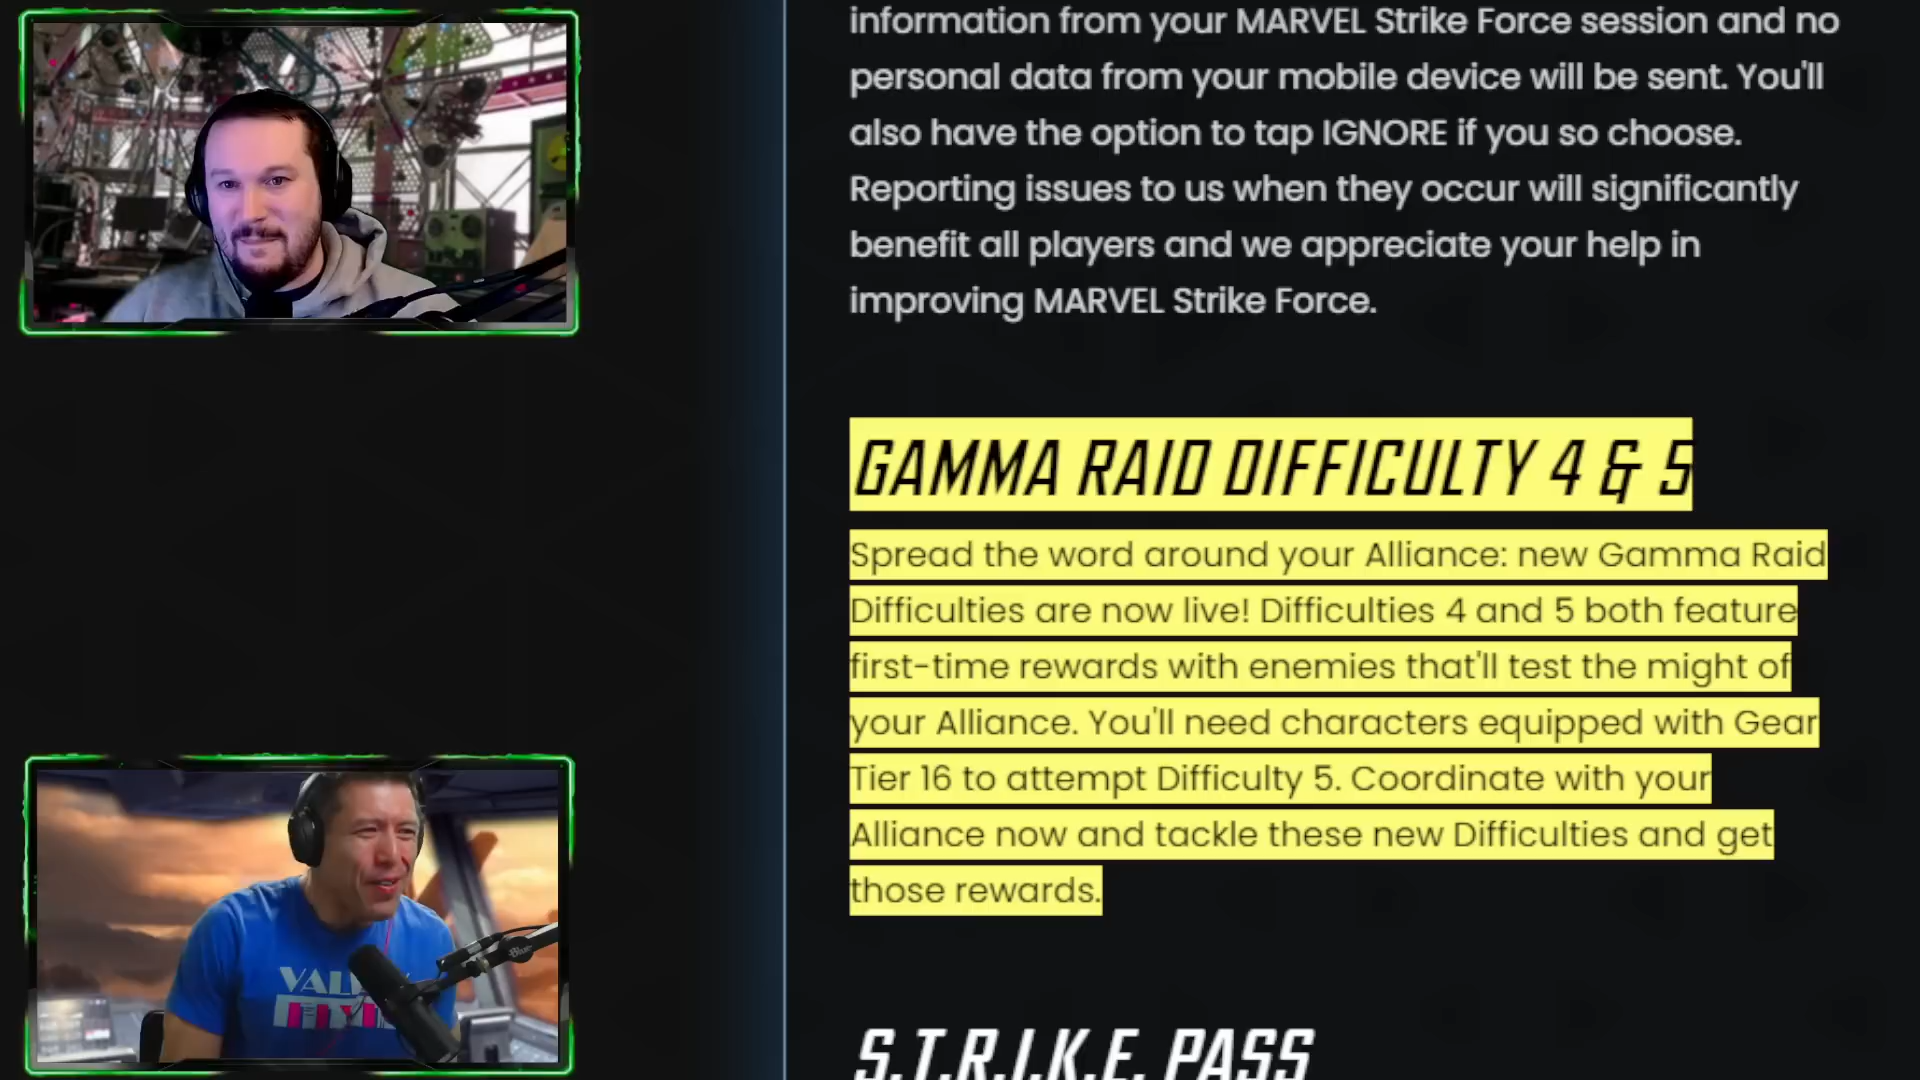 information from your MARVEL Strike Force session and no
personal data from your mobile device will be sent. You'll
also have the option to tap IGNORE if you so choose.
Reporting issues to us when they occur will significantly
benefit all players and we appreciate your help in
improving MARVEL Strike Force.
GAMMA RAID DIFFICULTY 4 & 5
Spread the word around your Alliance: new Gamma Raid
Difficulties are now live! Difficulties 4 and 5 both feature
first-time rewards with enemies that'll test the might of
your Alliance. You'll need characters equipped with Gear
Tier 16 to attempt Difficulty 5. Coordinate with your
Alliance now and tackle these new Difficulties and get
those rewards.
S.T.R.I.K.E. PASS